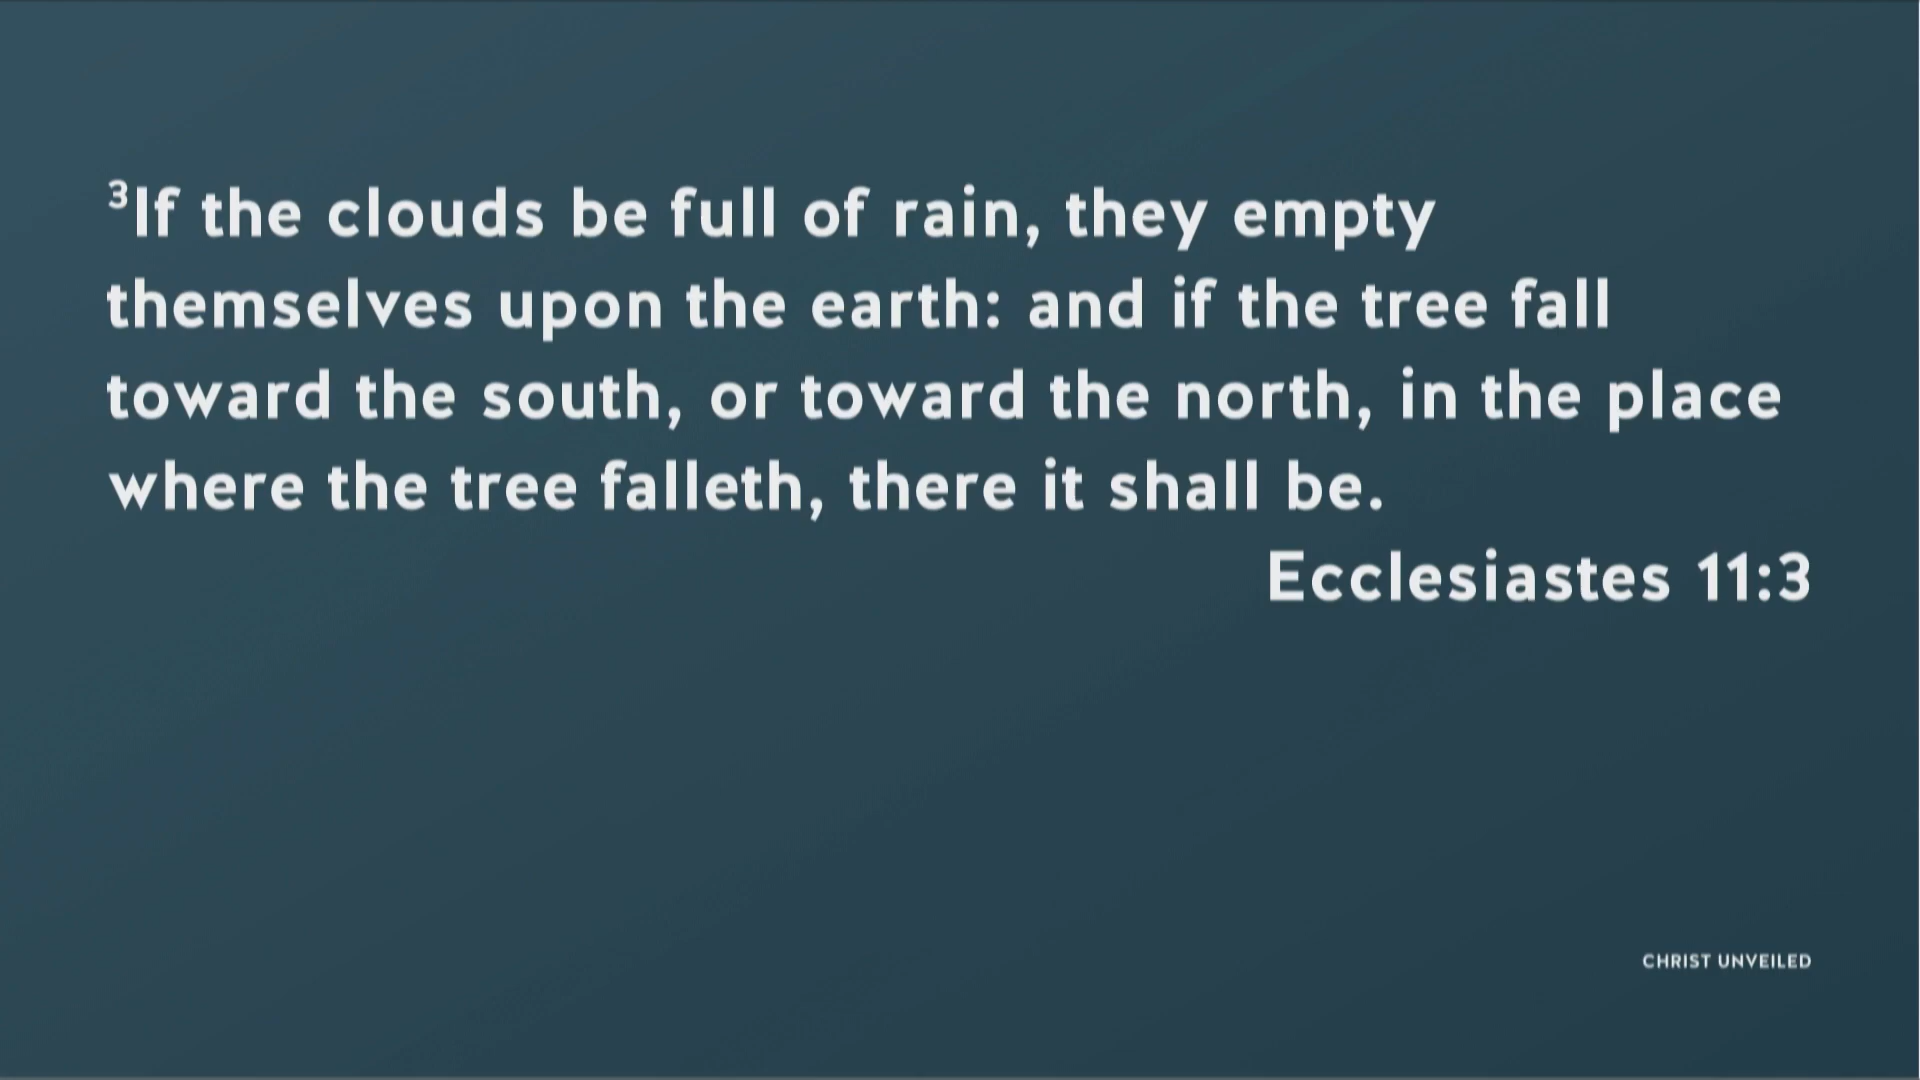 ³If the clouds be full of rain, they empty
themselves upon the earth: and if the tree fall
toward the south, or toward the north, in the place
where the tree falleth, there it shall be.
Ecclesiastes 11:3
CHRIST UNVEILED